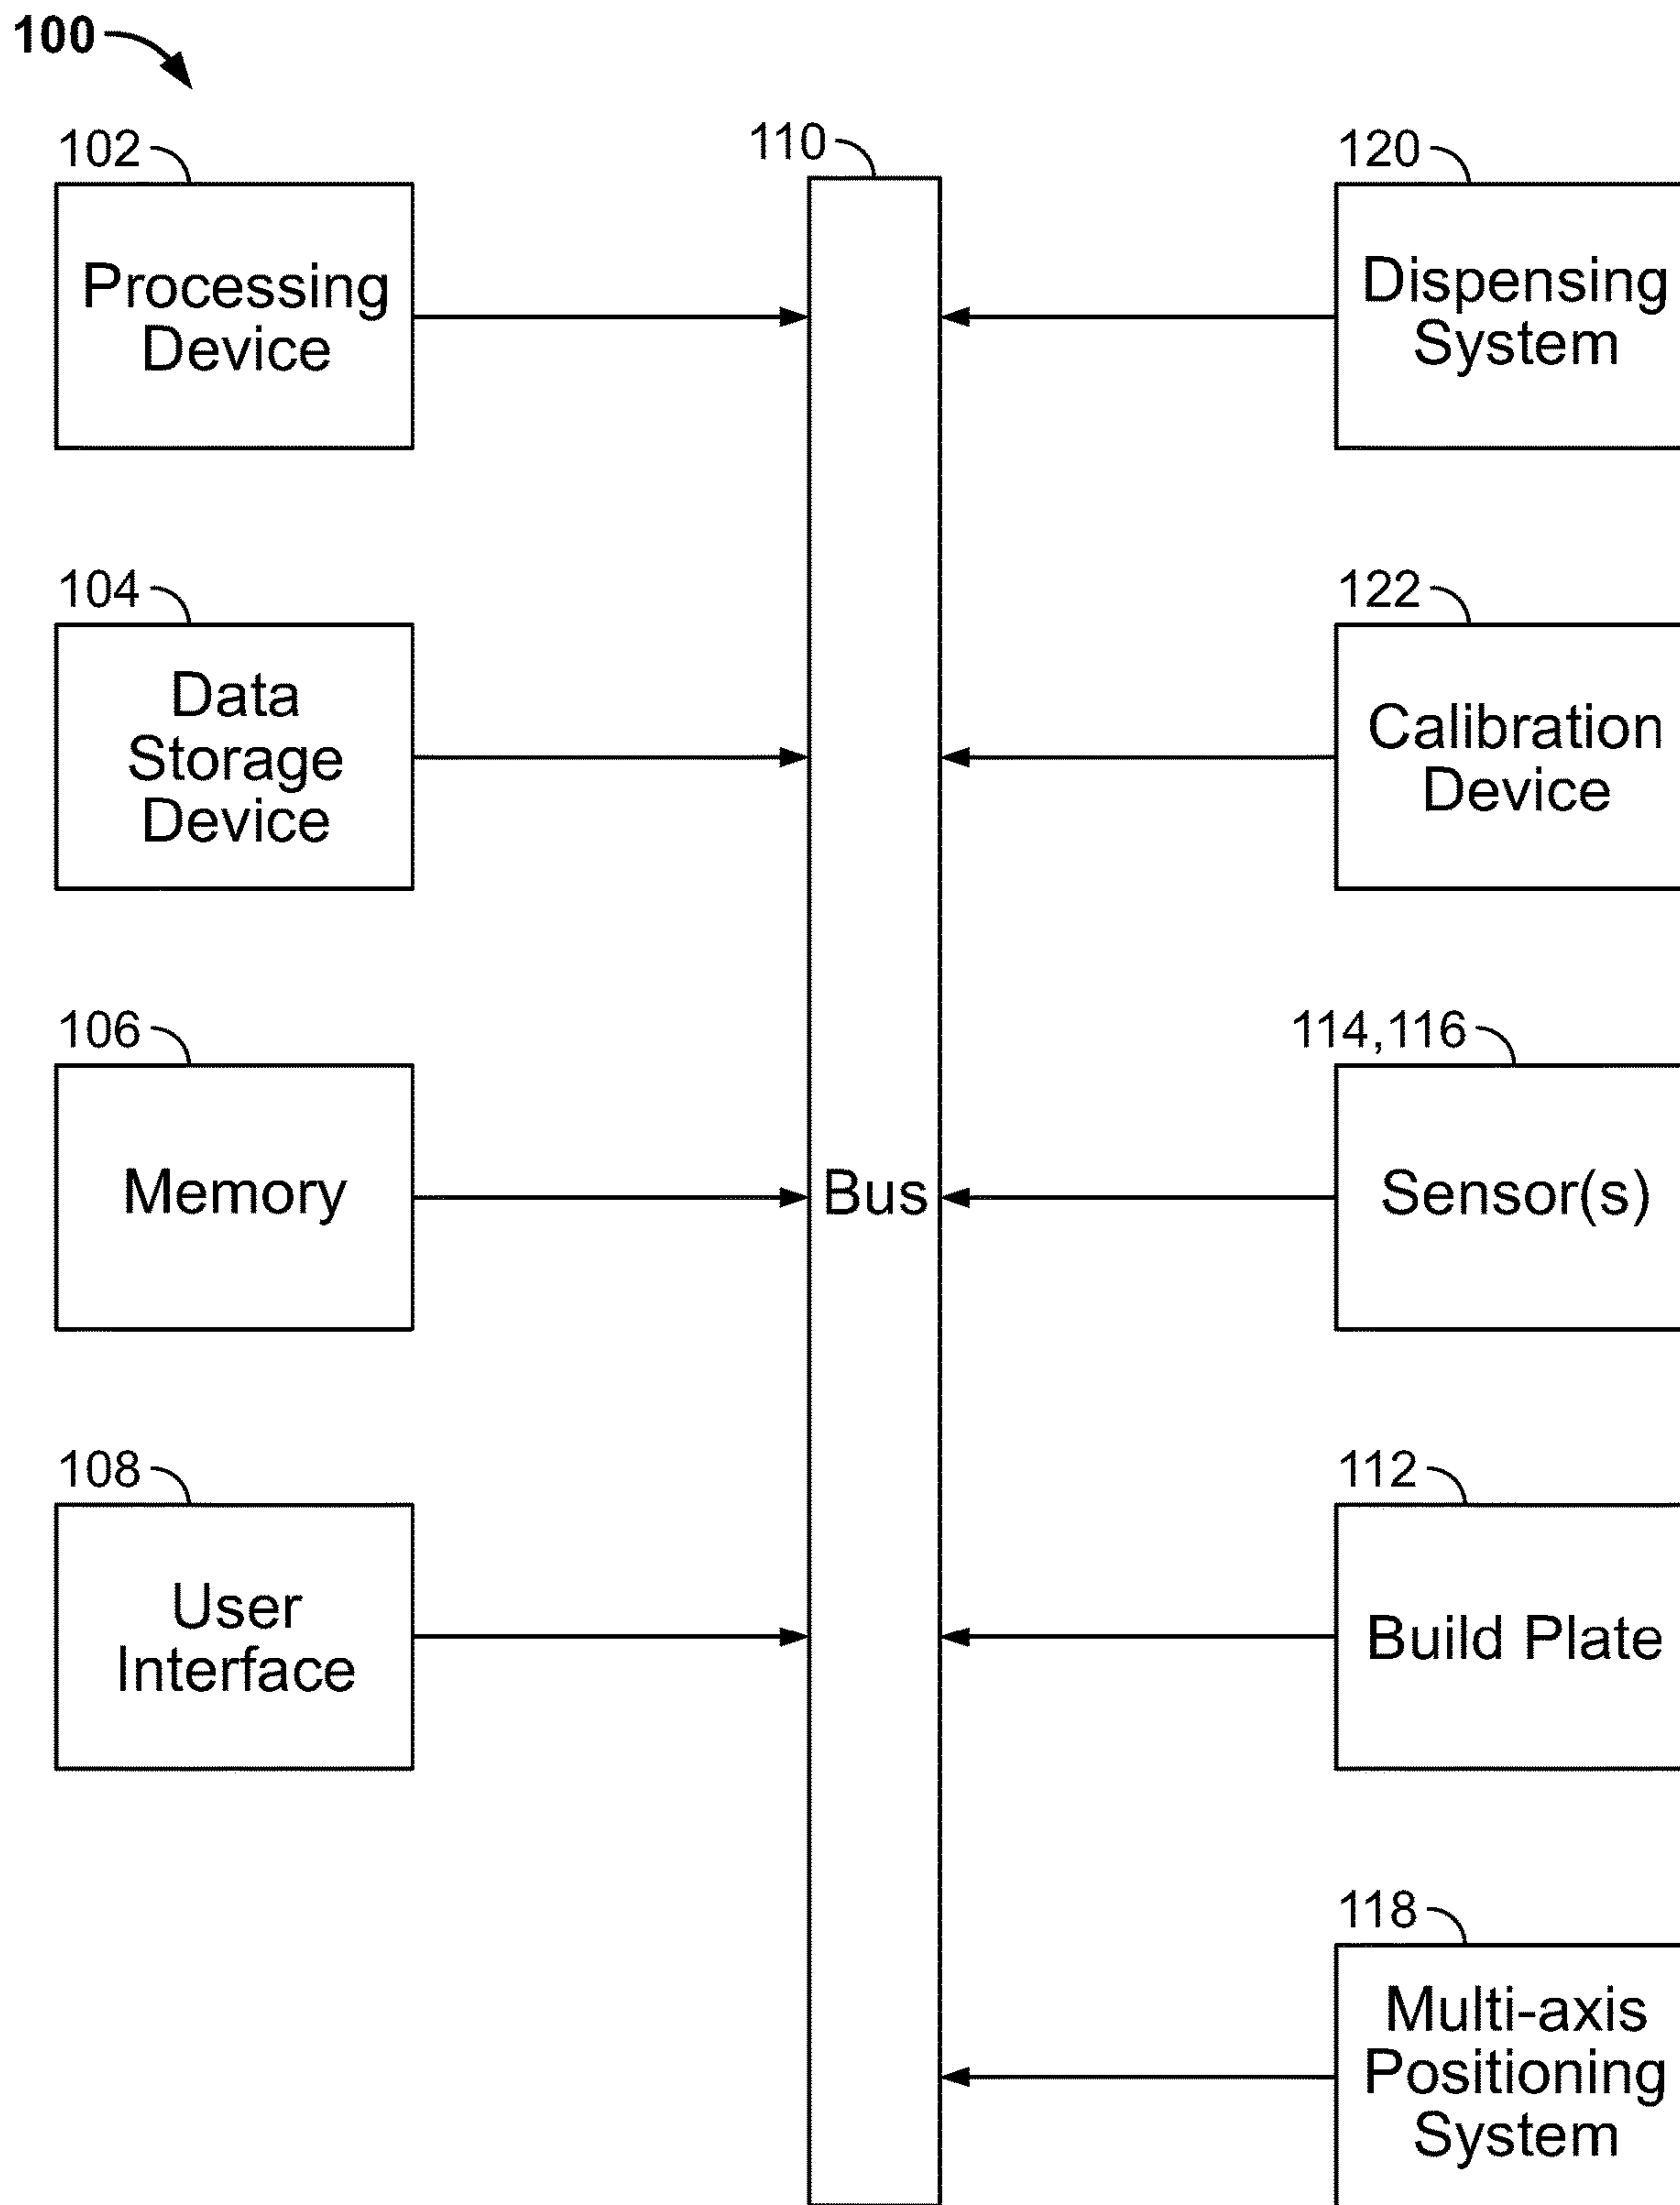 100
102
110
120
Processing
Device
Dispensing
System
104
122
Data
Storage
Device
Calibration
Device
106
114,116
Memory
Bus
Sensor(s)
108
112
User
Interface
Build Plate
118
Multi-axis
Positioning
System